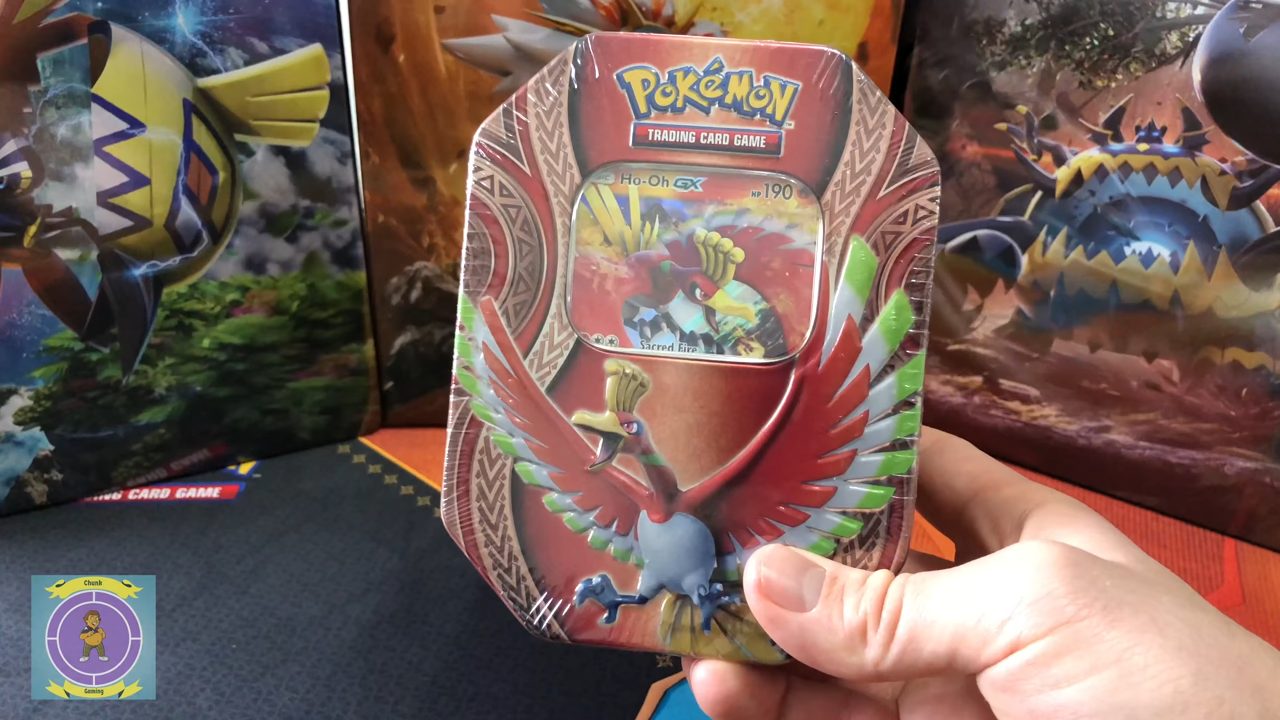 POKéMON
TRADING CARD GAME
Ho-Oh GX
HP 190
Sacred Fire
CARD GAME
Chunk
Gaming